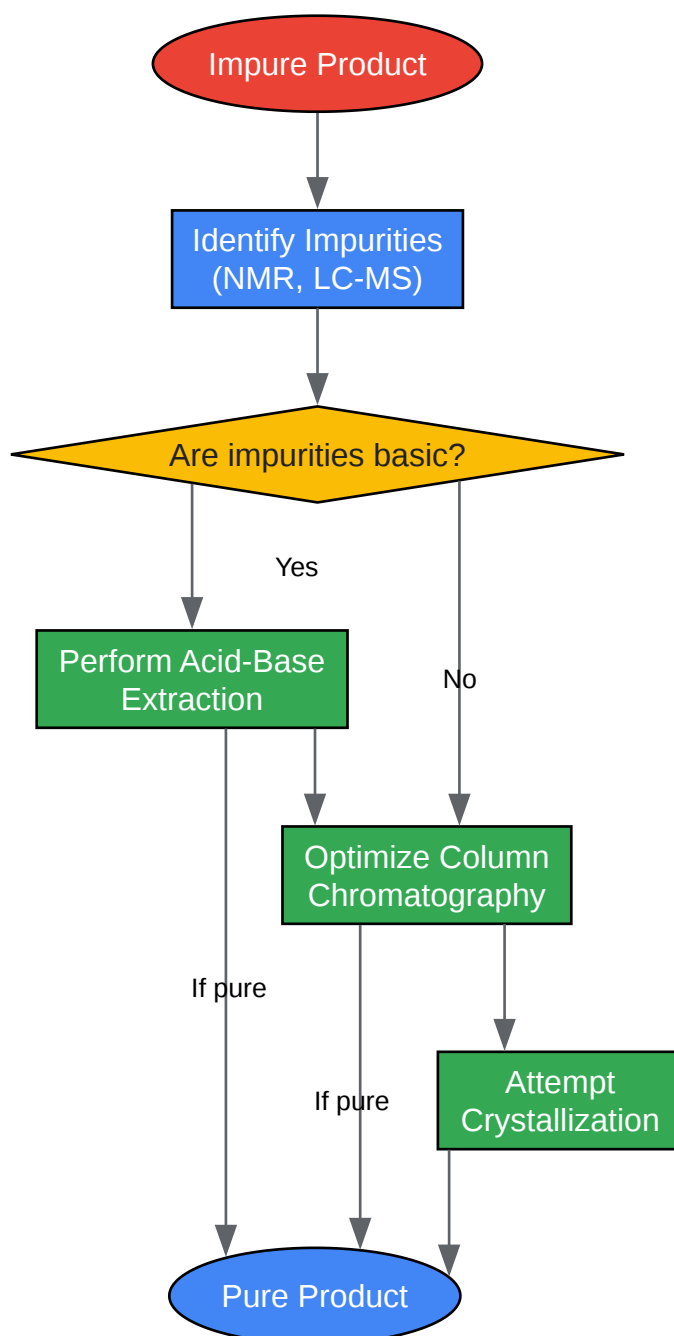 Impure Product
Identify Impurities
(NMR, LC-MS)
Are impurities basic?
Yes
Perform Acid-Base
Extraction
No
Optimize Column
Chromatography
If pure
Attempt
Crystallization
If pure
Pure Product